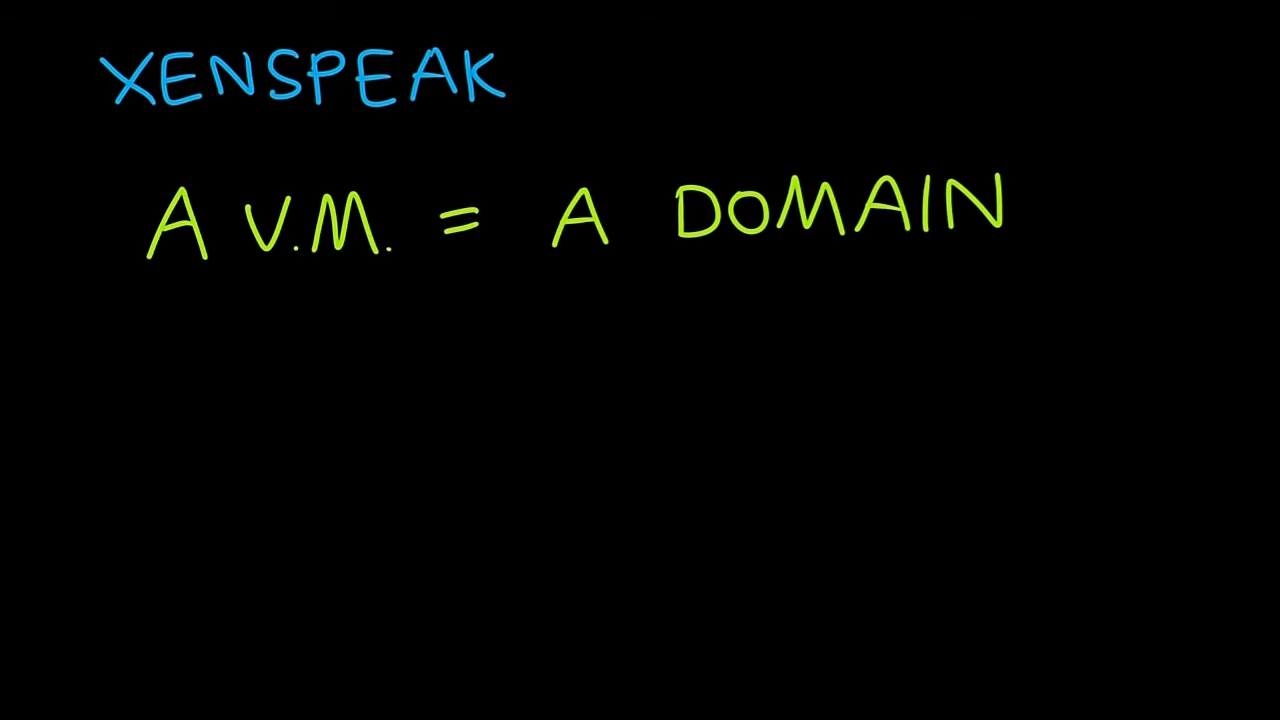 XENSPEAK
A V.M. = A DOMAIN